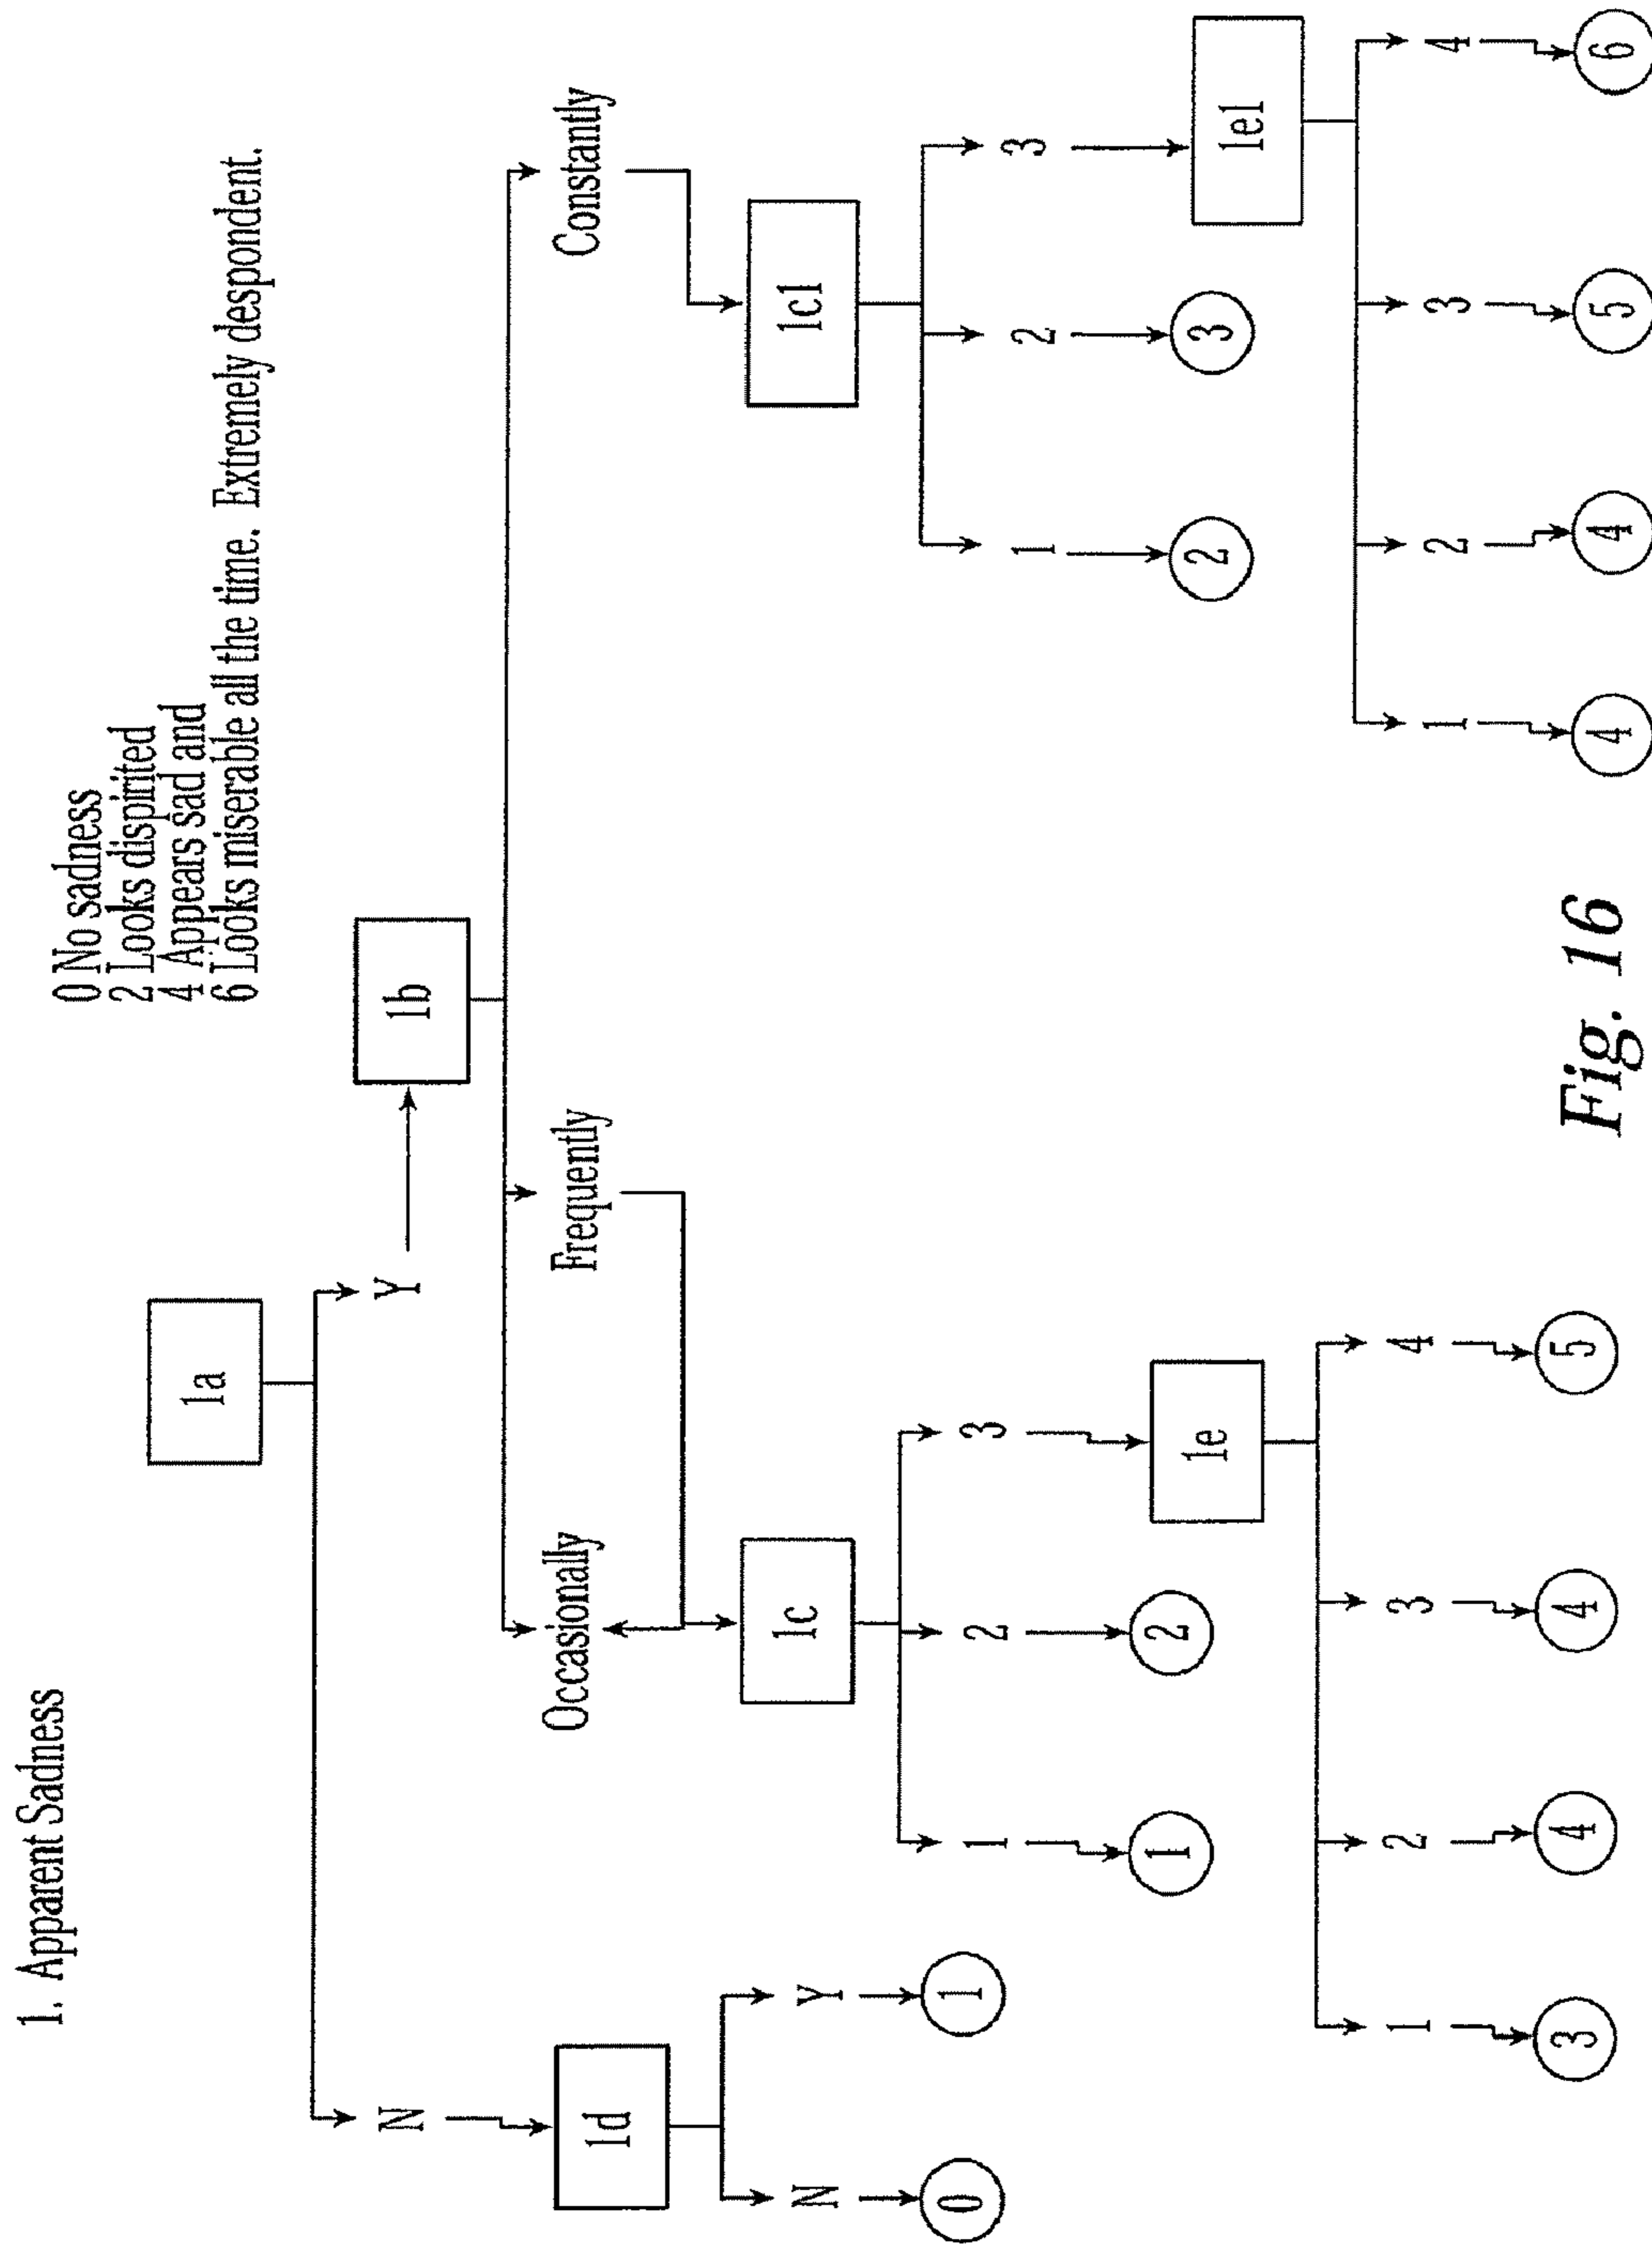 1. Apparent Sadness
0 No sadness
2 Looks dispirited
4 Appears sad and
6 Looks miserable all the time. Extremely despondent.
1a
N
Y
1b
1d
Occasionally
Frequently
Constantly
N
Y
1c
1c1
0
1
1
2
3
1
2
3
1
2
1e
2
3
1e1
1
2
3
4
1
2
3
4
3
4
4
5
4
4
5
6
Fig. 16